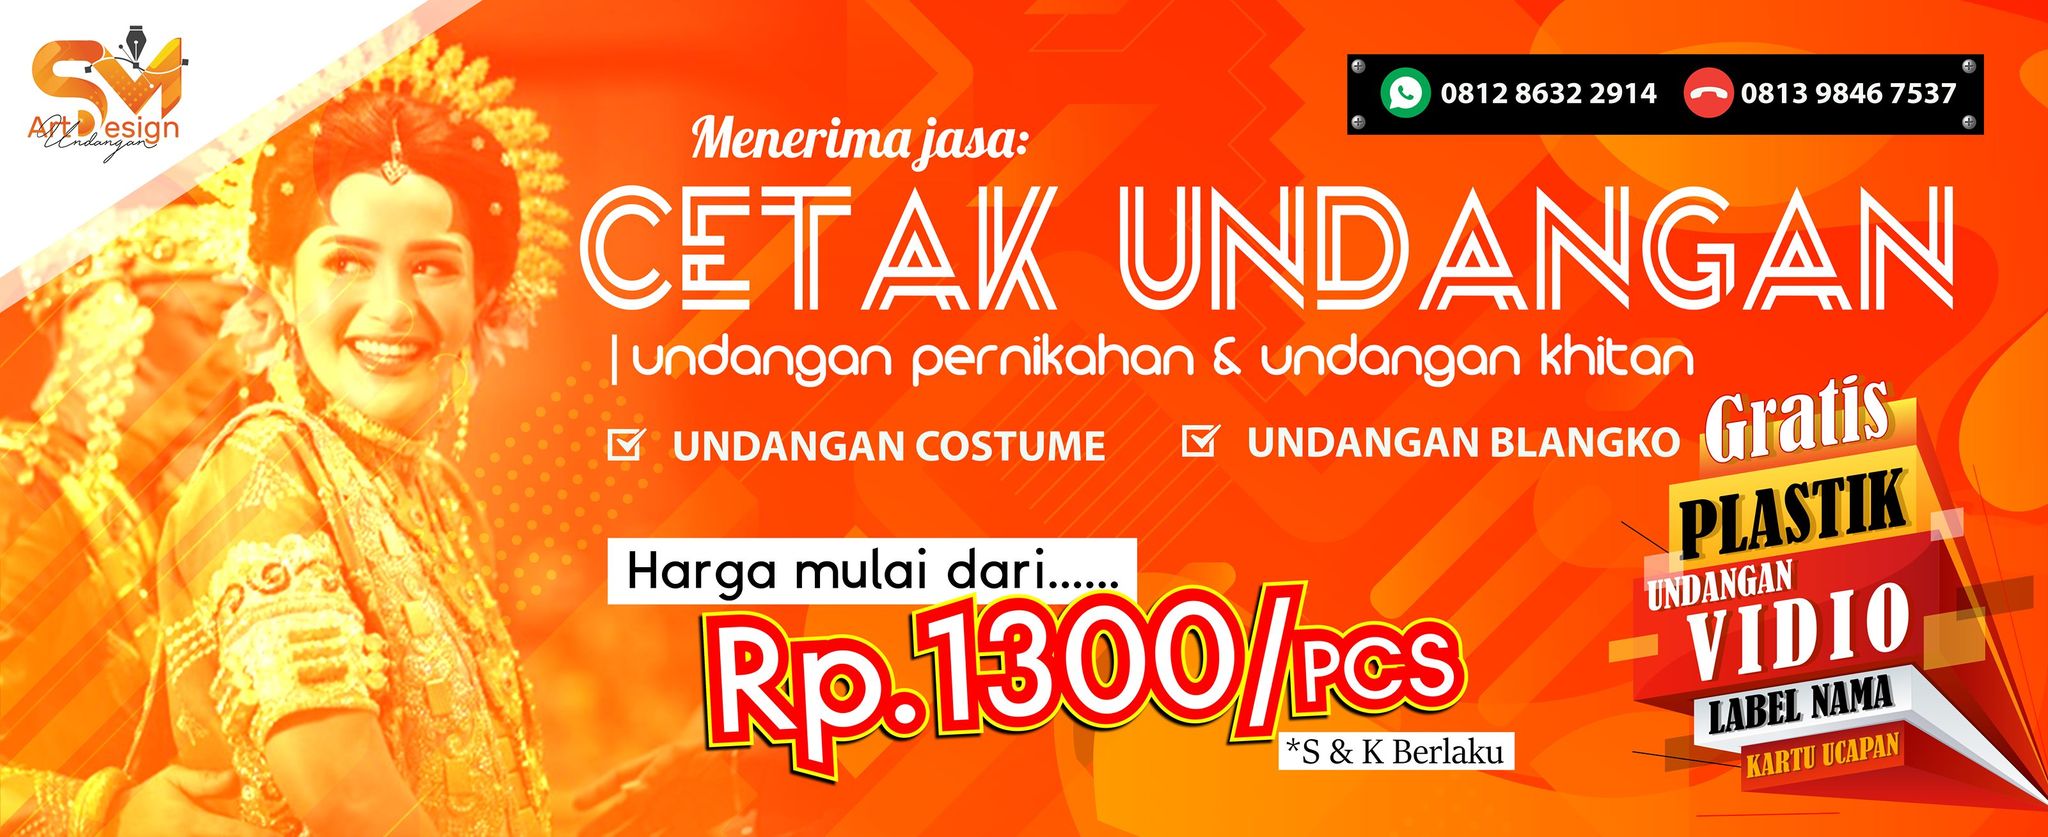 SM
Art Design
Undangan
0812 8632 2914
0813 9846 7537
Menerima jasa:
CETAK UNDANGAN
| undangan pernikahan & undangan khitan
UNDANGAN COSTUME
UNDANGAN BLANGKO
Harga mulai dari......
Rp.1300/PCS
*S & K Berlaku
Gratis
PLASTIK
UNDANGAN
VIDIO
LABEL NAMA
KARTU UCAPAN